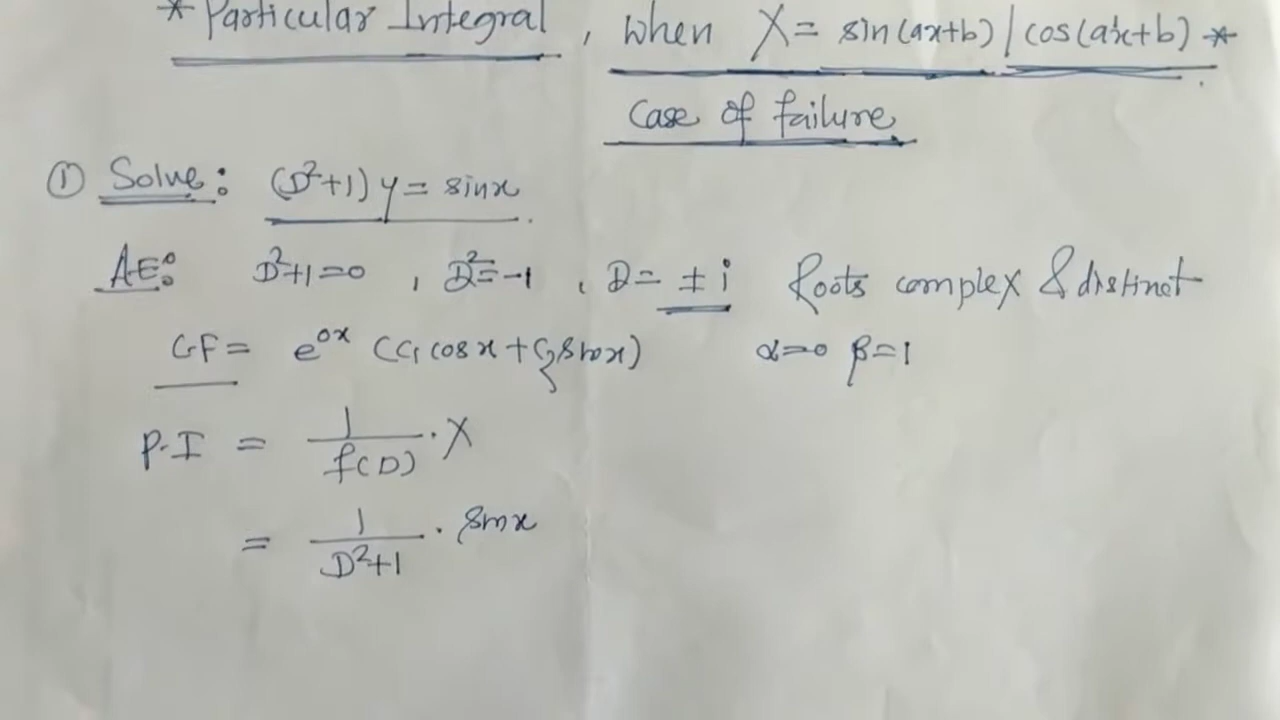 * Particular Integral, when X = sin(ax+b) | cos(ax+b) *
Case of failure
① Solve: (D²+1) y = sinx.
AE: D²+1=0, D²=-1, D = ±i Roots complex & distinct
CF = e^{0x} (C₁ cosx + C₂ sinx) α=0 β=1
P.I = 1/f(D) · X
= 1/(D²+1) · sinx